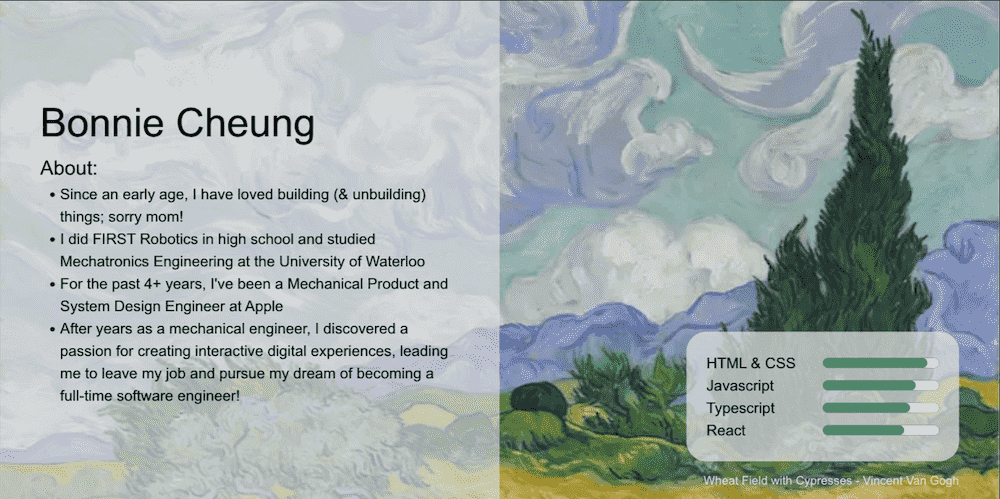 Bonnie Cheung
About:
• Since an early age, I have loved building (& unbuilding)
things; sorry mom!
• I did FIRST Robotics in high school and studied
Mechatronics Engineering at the University of Waterloo
• For the past 4+ years, I've been a Mechanical Product and
System Design Engineer at Apple
• After years as a mechanical engineer, I discovered a
passion for creating interactive digital experiences, leading
me to leave my job and pursue my dream of becoming a
full-time software engineer!
HTML & CSS
Javascript
Typescript
React
Wheat Field with Cypresses - Vincent Van Gogh